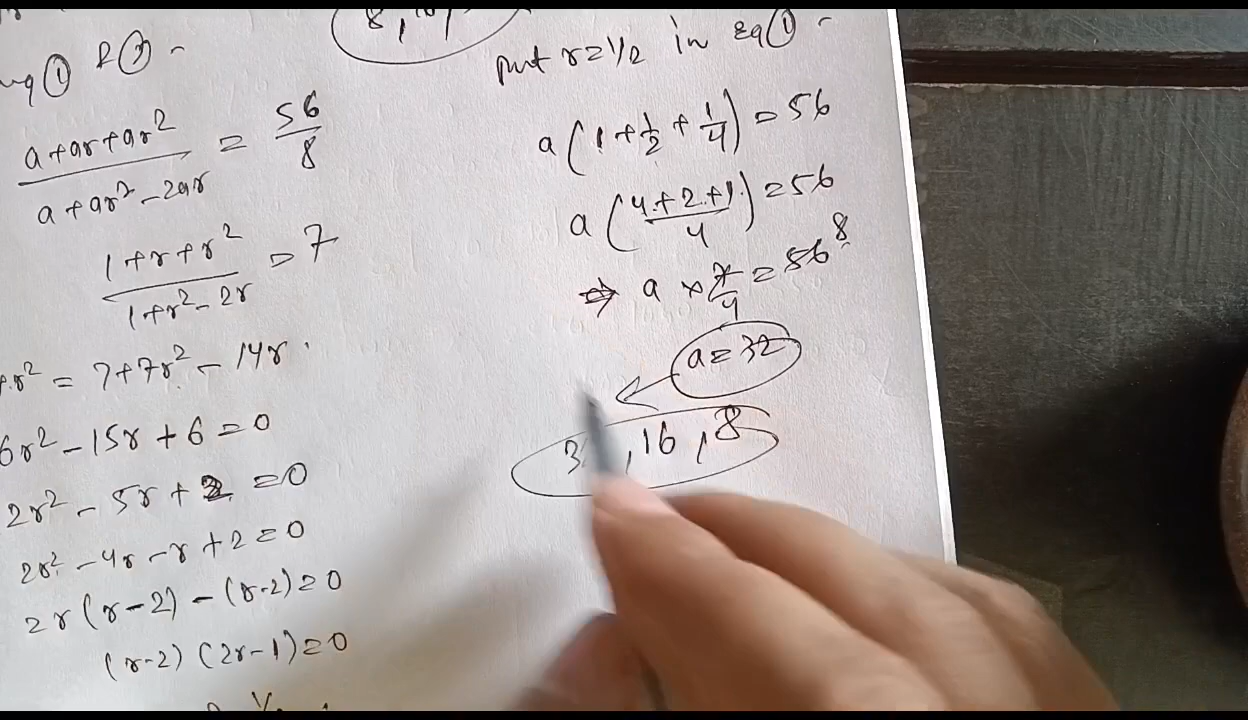 8, 16,
eq ① & ② -
a+ar+ar² / a+ar²-2ar = 56/8
1+r+r² / 1+r²-2r = 7
+r² = 7+7r² - 14r
6r² - 15r + 6 = 0
2r² - 5r + 2 = 0
2r² - 4r - r + 2 = 0
2r(r-2) - (r-2) = 0
(r-2) (2r-1) = 0
put r = 1/2 in eq ① -
a(1 + 1/2 + 1/4) = 56
a(4+2+1 / 4) = 56
⇒ a × 7/4 = 56 8
a = 32
, 16, 8